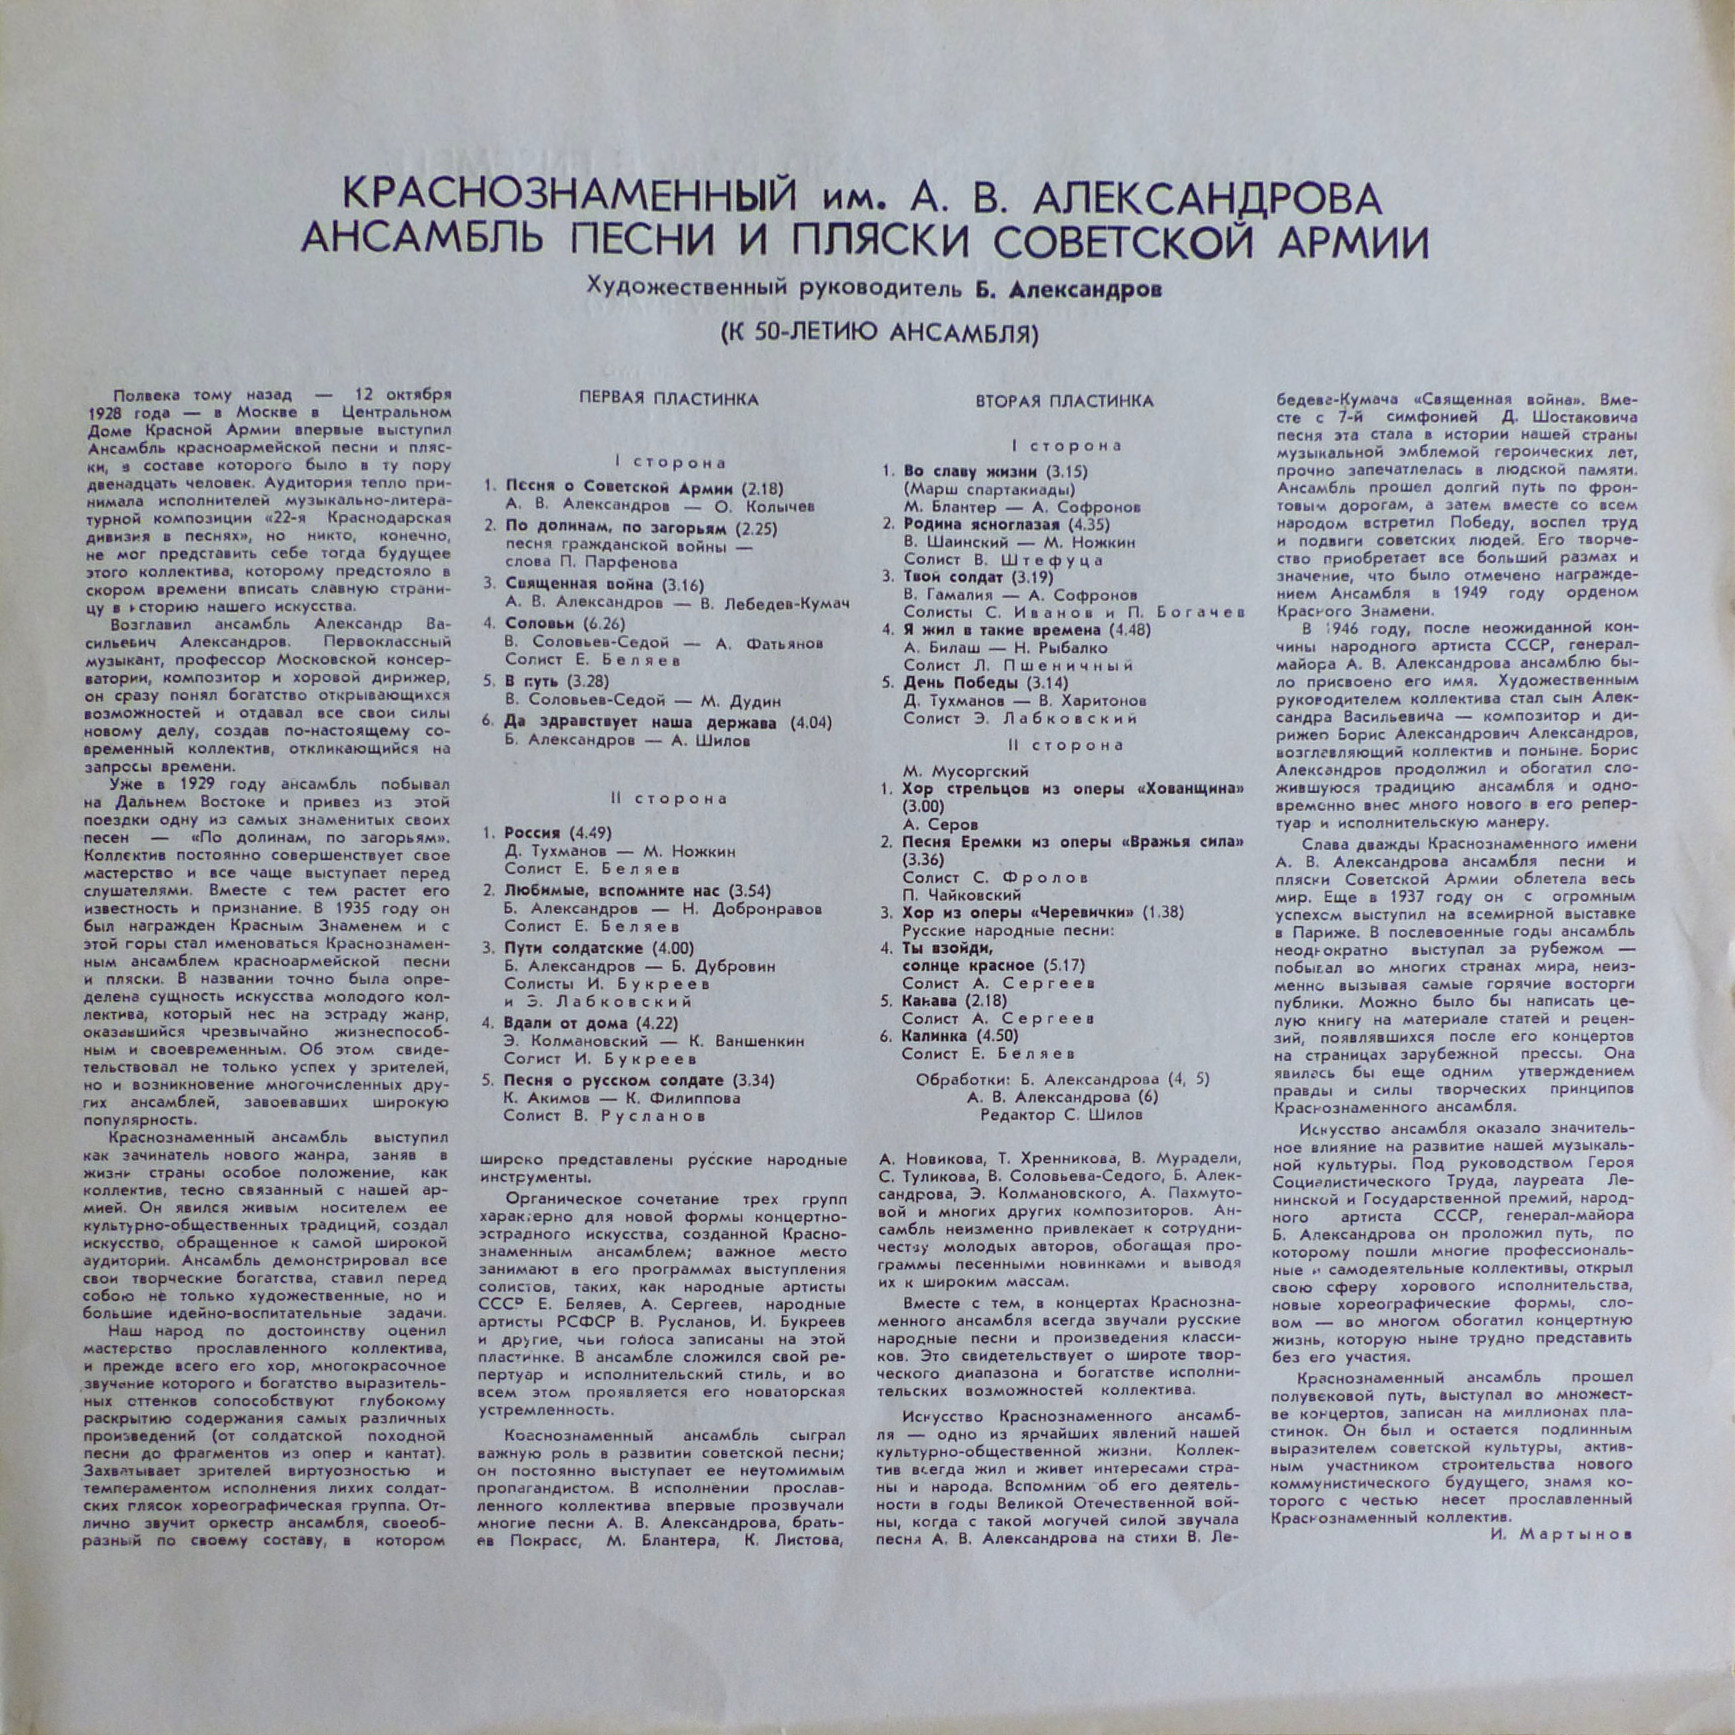 КРАСНОЗНАМЕННЫЙ им. А. В. АЛЕКСАНДРОВА
АНСАМБЛЬ ПЕСНИ И ПЛЯСКИ СОВЕТСКОЙ АРМИИ
Художественный руководитель Б. Александров
(К 50-ЛЕТИЮ АНСАМБЛЯ)
Полвека тому назад — 12 октября
1928 года — в Москве в Центральном
Доме Красной Армии впервые выступил
Ансамбль красноармейской песни и пляс-
ки, в составе которого было в ту пору
двенадцать человек. Аудитория тепло при-
нимала исполнителей музыкально-литера-
турной композиции «22-я Краснодарская
дивизия в песнях», но никто, конечно,
не мог представить себе тогда будущее
этого коллектива, которому предстояло в
скором времени вписать славную страни-
цу в историю нашего искусства.
Возглавил ансамбль Александр Ва-
сильевич Александров. Первоклассный
музыкант, профессор Московской консер-
ватории, композитор и хоровой дирижер,
он сразу понял богатство открывающихся
возможностей и отдавал все свои силы
новому делу, создав по-настоящему со-
временный коллектив, откликающийся на
запросы времени.
Уже в 1929 году ансамбль побывал
на Дальнем Востоке и привез из этой
поездки одну из самых знаменитых своих
песен — «По долинам, по загорьям».
Коллектив постоянно совершенствует свое
мастерство и все чаще выступает перед
слушателями. Вместе с тем растет его
известность и признание. В 1935 году он
был награжден Красным Знаменем и с
этой горы стал именоваться Краснознамен-
ным ансамблем красноармейской песни
и пляски. В названии точно была опре-
делена сущность искусства молодого кол-
лектива, который нес на эстраду жанр,
оказавшийся чрезвычайно жизнеспособ-
ным и своевременным. Об этом свиде-
тельствовал не только успех у зрителей,
но и возникновение многочисленных дру-
гих ансамблей, завоевавших широкую
популярность.
Краснознаменный ансамбль выступил
как зачинатель нового жанра, заняв в
жизни страны особое положение, как
коллектив, тесно связанный с нашей ар-
мией. Он явился живым носителем ее
культурно-общественных традиций, создал
искусство, обращенное к самой широкой
аудитории. Ансамбль демонстрировал все
свои творческие богатства, ставил перед
собою не только художественные, но и
большие идейно-воспитательные задачи.
Наш народ по достоинству оценил
мастерство прославленного коллектива,
и прежде всего его хор, многокрасочное
звучание которого и богатство выразитель-
ных оттенков сопособствуют глубокому
раскрытию содержания самых различных
произведений (от солдатской походной
песни до фрагментов из опер и кантат).
Захватывает зрителей виртуозностью и
темпераментом исполнения лихих солдат-
ских плясок хореографическая группа. От-
лично звучит оркестр ансамбля, своеоб-
разный по своему составу, в котором
ПЕРВАЯ ПЛАСТИНКА
I сторона
1. Песня о Советской Армии (2.18)
А. В. Александров — О. Колычев
2. По долинам, по загорьям (2.25)
песня гражданской войны —
слова П. Парфенова
3. Священная война (3.16)
А. В. Александров — В. Лебедев-Кумач
4. Соловьи (6.26)
В. Соловьев-Седой — А. Фатьянов
Солист Е. Беляев
5. В путь (3.28)
В. Соловьев-Седой — М. Дудин
6. Да здравствует наша держава (4.04)
Б. Александров — А. Шилов
II сторона
1. Россия (4.49)
Д. Тухманов — М. Ножкин
Солист Е. Беляев
2. Любимые, вспомните нас (3.54)
Б. Александров — Н. Добронравов
Солист Е. Беляев
3. Пути солдатские (4.00)
Б. Александров — Б. Дубровин
Солисты И. Букреев
и Э. Лабковский
4. Вдали от дома (4.22)
Э. Колмановский — К. Ваншенкин
Солист И. Букреев
5. Песня о русском солдате (3.34)
К. Акимов — К. Филиппова
Солист В. Русланов
широко представлены русские народные
инструменты.
Органическое сочетание трех групп
характерно для новой формы концертно-
эстрадного искусства, созданной Красно-
знаменным ансамблем; важное место
занимают в его программах выступления
солистов, таких, как народные артисты
СССР Е. Беляев, А. Сергеев, народные
артисты РСФСР В. Русланов, И. Букреев
и другие, чьи голоса записаны на этой
пластинке. В ансамбле сложился свой ре-
пертуар и исполнительский стиль, и во
всем этом проявляется его новаторская
устремленность.
Краснознаменный ансамбль сыграл
важную роль в развитии советской песни;
он постоянно выступает ее неутомимым
пропагандистом. В исполнении прослав-
ленного коллектива впервые прозвучали
многие песни А. В. Александрова, брать-
ев Покрасс, М. Блантера, К. Листова,
ВТОРАЯ ПЛАСТИНКА
I сторона
1. Во славу жизни (3.15)
(Марш спартакиады)
М. Блантер — А. Софронов
2. Родина ясноглазая (4.35)
В. Шаинский — М. Ножкин
Солист В. Штефуца
3. Твой солдат (3.19)
В. Гамалия — А. Софронов
Солисты С. Иванов и П. Богачев
4. Я жил в такие времена (4.48)
А. Билаш — Н. Рыбалко
Солист Л. Пшеничный
5. День Победы (3.14)
Д. Тухманов — В. Харитонов
Солист Э. Лабковский
II сторона
М. Мусоргский
1. Хор стрельцов из оперы «Хованщина»
(3.00)
А. Серов
2. Песня Еремки из оперы «Вражья сила»
(3.36)
Солист С. Фролов
П. Чайковский
3. Хор из оперы «Черевички» (1.38)
Русские народные песни:
4. Ты взойди,
солнце красное (5.17)
Солист А. Сергеев
5. Канава (2.18)
Солист А. Сергеев
6. Калинка (4.50)
Солист Е. Беляев
Обработки: Б. Александрова (4, 5)
А. В. Александрова (6)
Редактор С. Шилов
А. Новикова, Т. Хренникова, В. Мурадели,
С. Туликова, В. Соловьева-Седого, Б. Алек-
сандрова, Э. Колмановского, А. Пахмуто-
вой и многих других композиторов. Ан-
самбль неизменно привлекает к сотрудни-
честву молодых авторов, обогащая про-
граммы песенными новинками и выводя
их к широким массам.
Вместе с тем, в концертах Краснозна-
менного ансамбля всегда звучали русские
народные песни и произведения класси-
ков. Это свидетельствует о широте твор-
ческого диапазона и богатстве исполни-
тельских возможностей коллектива.
Искусство Краснознаменного ансамб-
ля — одно из ярчайших явлений нашей
культурно-общественной жизни. Коллек-
тив всегда жил и живет интересами стра-
ны и народа. Вспомним об его деятель-
ности в годы Великой Отечественной вой-
ны, когда с такой могучей силой звучала
песня А. В. Александрова на стихи В. Ле-
бедева-Кумача «Священная война». Вме-
сте с 7-й симфонией Д. Шостаковича
песня эта стала в истории нашей страны
музыкальной эмблемой героических лет,
прочно запечатлелась в людской памяти.
Ансамбль прошел долгий путь по фрон-
товым дорогам, а затем вместе со всем
народом встретил Победу, воспел труд
и подвиги советских людей. Его творче-
ство приобретает все больший размах и
значение, что было отмечено награжде-
нием Ансамбля в 1949 году орденом
Красного Знамени.
В 1946 году, после неожиданной кон-
чины народного артиста СССР, генерал-
майора А. В. Александрова ансамблю бы-
ло присвоено его имя. Художественным
руководителем коллектива стал сын Алек-
сандра Васильевича — композитор и ди-
рижер Борис Александрович Александров,
возглавляющий коллектив и поныне. Борис
Александров продолжил и обогатил сло-
жившуюся традицию ансамбля и одно-
временно внес много нового в его репер-
туар и исполнительскую манеру.
Слава дважды Краснознаменного имени
А. В. Александрова ансамбля песни и
пляски Советской Армии облетела весь
мир. Еще в 1937 году он с огромным
успехом выступил на всемирной выставке
в Париже. В послевоенные годы ансамбль
неоднократно выступал за рубежом —
побывал во многих странах мира, неиз-
менно вызывая самые горячие восторги
публики. Можно было бы написать це-
лую книгу на материале статей и рецен-
зий, появлявшихся после его концертов
на страницах зарубежной прессы. Она
явилась бы еще одним утверждением
правды и силы творческих принципов
Краснознаменного ансамбля.
Искусство ансамбля оказало значитель-
ное влияние на развитие нашей музыкаль-
ной культуры. Под руководством Героя
Социалистического Труда, лауреата Ле-
нинской и Государственной премий, народ-
ного артиста СССР, генерал-майора
Б. Александрова он проложил путь, по
которому пошли многие профессиональ-
ные и самодеятельные коллективы, открыл
свою сферу хорового исполнительства,
новые хореографические формы, сло-
вом — во многом обогатил концертную
жизнь, которую ныне трудно представить
без его участия.
Краснознаменный ансамбль прошел
полувековой путь, выступал во множест-
ве концертов, записан на миллионах пла-
стинок. Он был и остается подлинным
выразителем советской культуры, актив-
ным участником строительства нового
коммунистического будущего, знамя ко-
торого с честью несет прославленный
Краснознаменный коллектив.
И. Мартынов